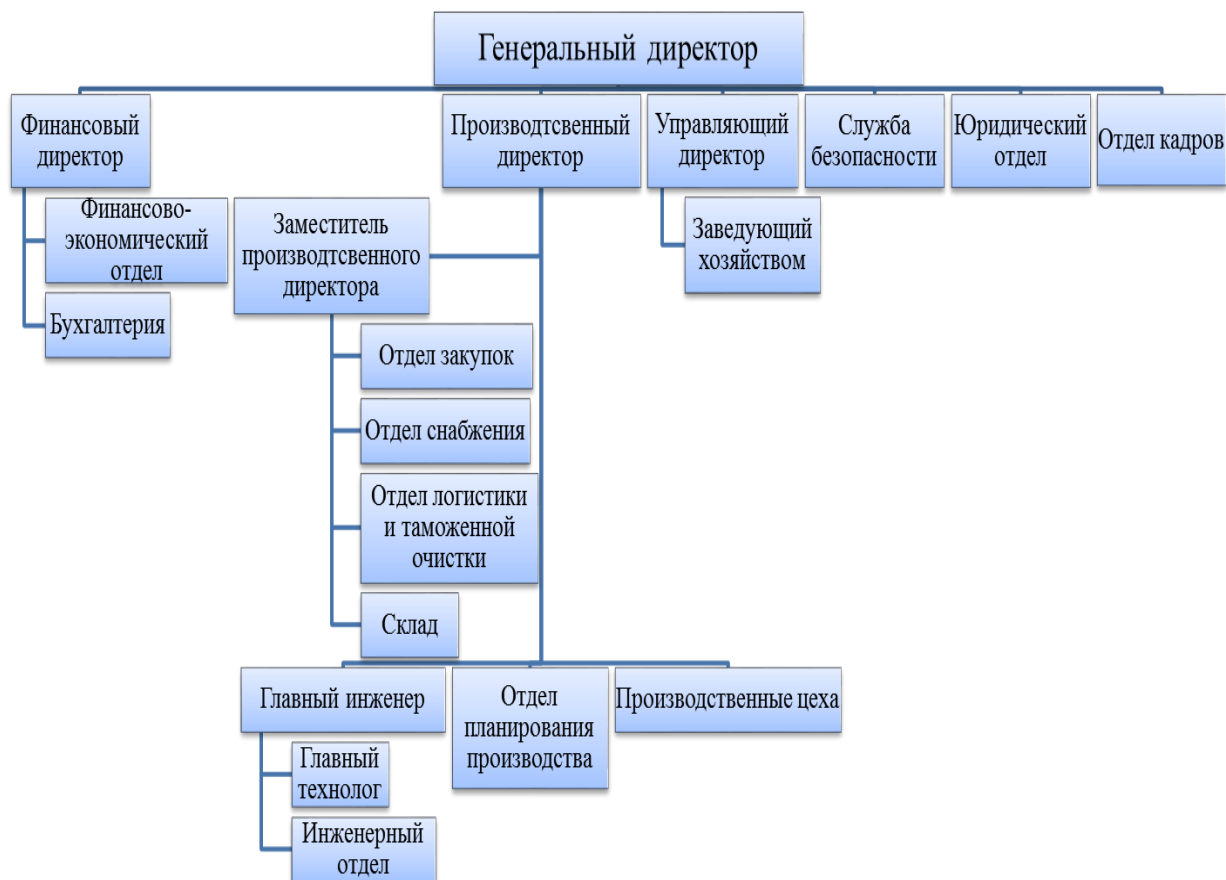 Генеральный директор
Финансовый
директор
Производтсвенный
директор
Управляющий
директор
Служба
безопасности
Юридический
отдел
Отдел кадров
Финансово-
экономический
отдел
Бухгалтерия
Заместитель
производтсвенного
директора
Заведующий
хозяйством
Отдел закупок
Отдел снабжения
Отдел логистики
и таможенной
очистки
Склад
Главный инженер
Отдел
планирования
производства
Производственные цеха
Главный
технолог
Инженерный
отдел